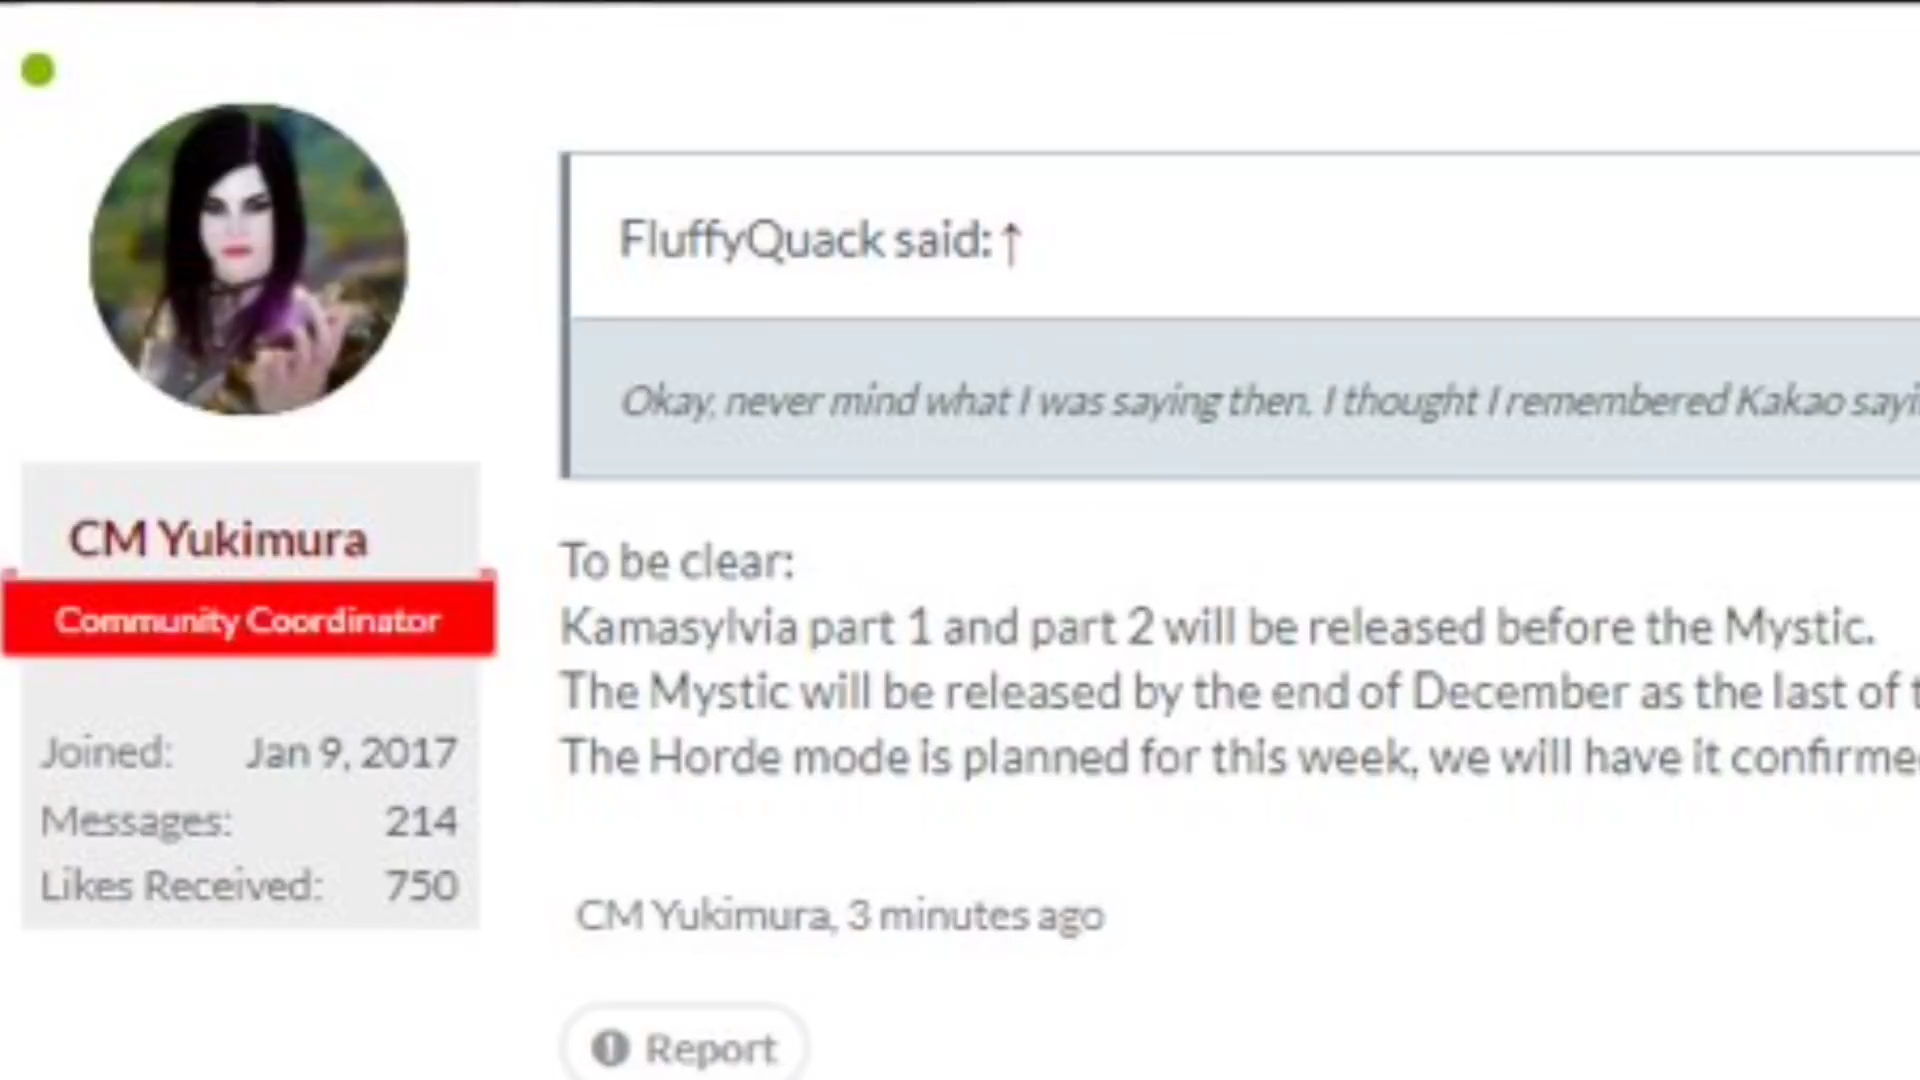 FluffyQuack said: ↑
Okay, never mind what I was saying then. I thought I remembered Kakao
CM Yukimura
Community Coordinator
Joined: Jan 9, 2017
Messages: 214
Likes Received: 750
To be clear:
Kamasylvia part 1 and part 2 will be released before the Mystic.
The Mystic will be released by the end of December as the last of
The Horde mode is planned for this week, we will have it
CM Yukimura, 3 minutes ago
Report